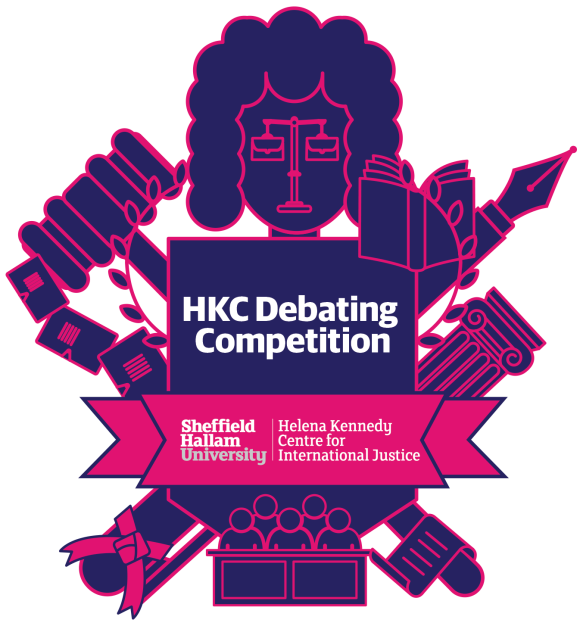 HKC Debating
Competition
Sheffield
Hallam
University
Helena Kennedy
Centre for
International Justice